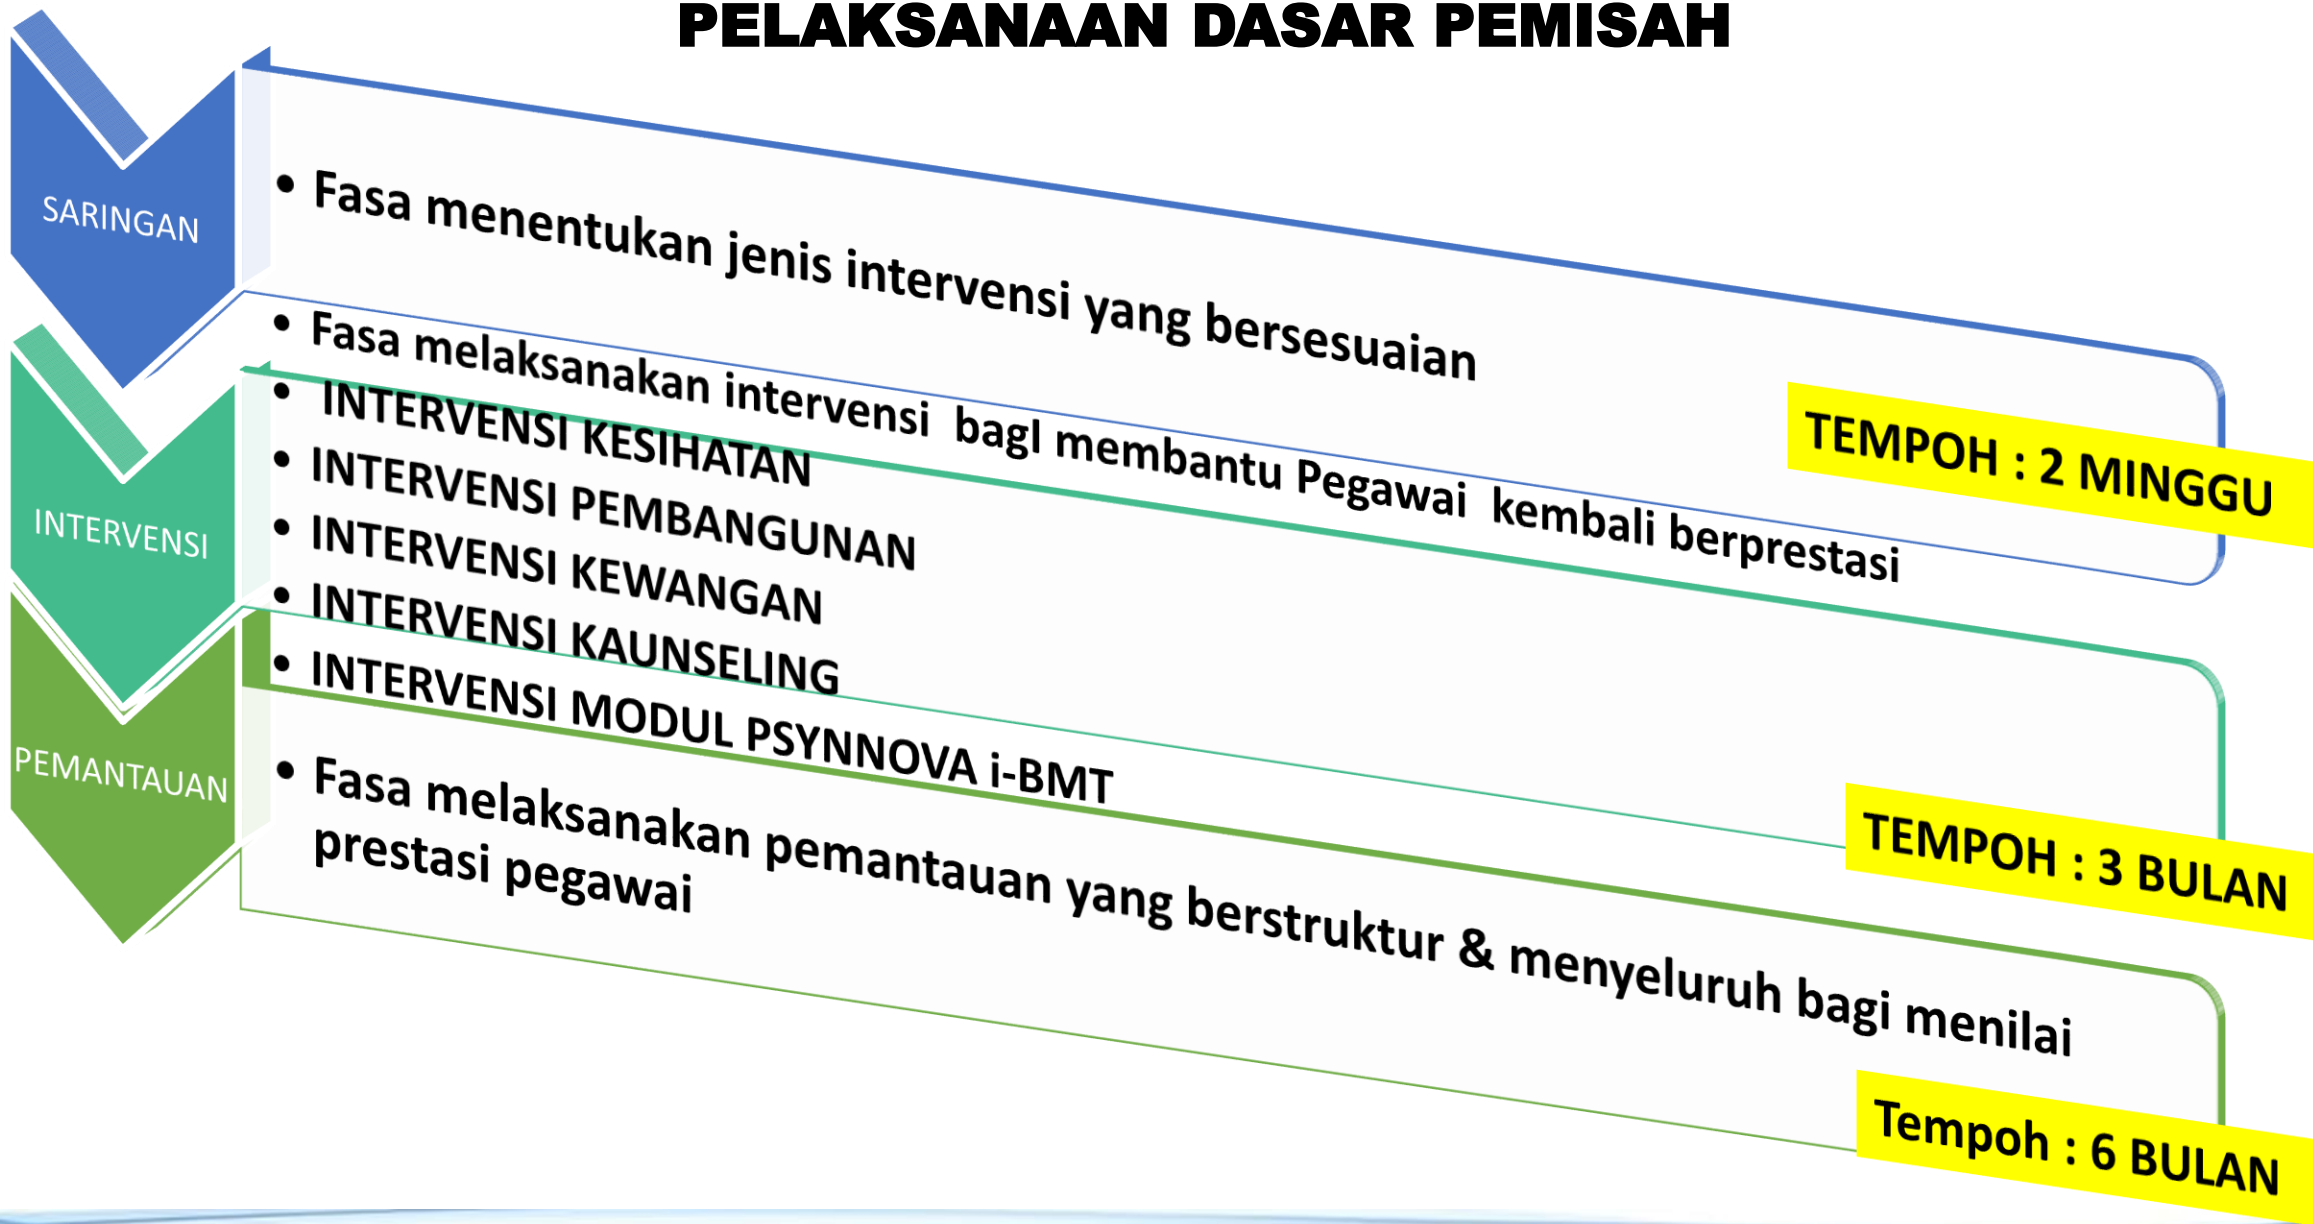 PELAKSANAAN DASAR PEMISAH
SARINGAN
• Fasa menentukan jenis intervensi yang bersesuaian
TEMPOH : 2 MINGGU
INTERVENSI
• Fasa melaksanakan intervensi bagI membantu Pegawai kembali berprestasi
• INTERVENSI KESIHATAN
• INTERVENSI PEMBANGUNAN
• INTERVENSI KEWANGAN
• INTERVENSI KAUNSELING
• INTERVENSI MODUL PSYNNOVA i-BMT
TEMPOH : 3 BULAN
PEMANTAUAN
• Fasa melaksanakan pemantauan yang berstruktur & menyeluruh bagi menilai
prestasi pegawai
Tempoh : 6 BULAN